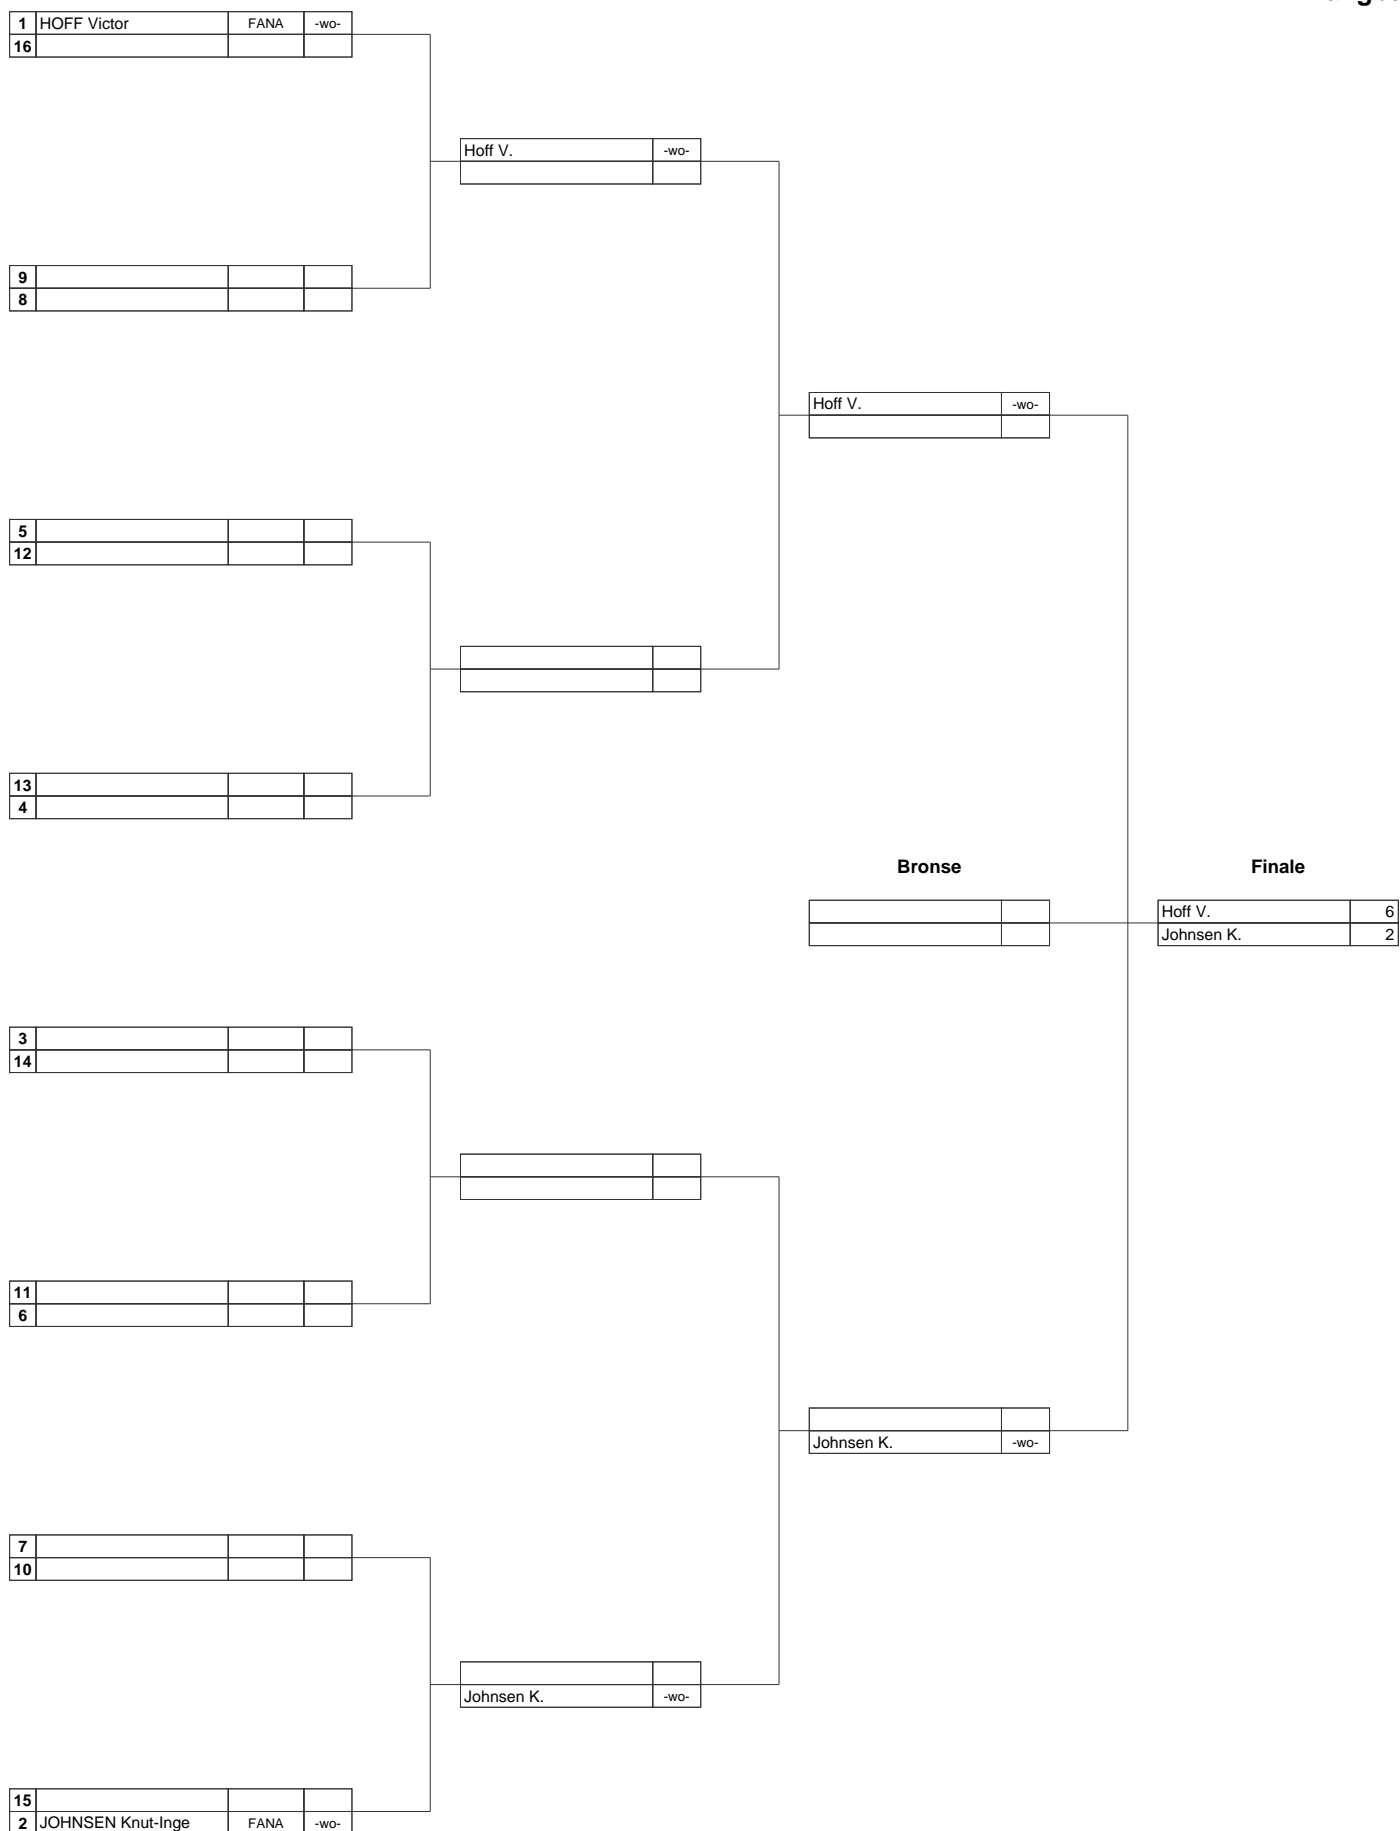 1 HOFF Victor FANA -wo-
16
Hoff V. -wo-
9
8
Hoff V. -wo-
5
12
13
4
Bronse Finale
Hoff V. 6
Johnsen K. 2
3
14
11
6
Johnsen K. -wo-
7
10
Johnsen K. -wo-
15
2 JOHNSEN Knut-Inge FANA -wo-